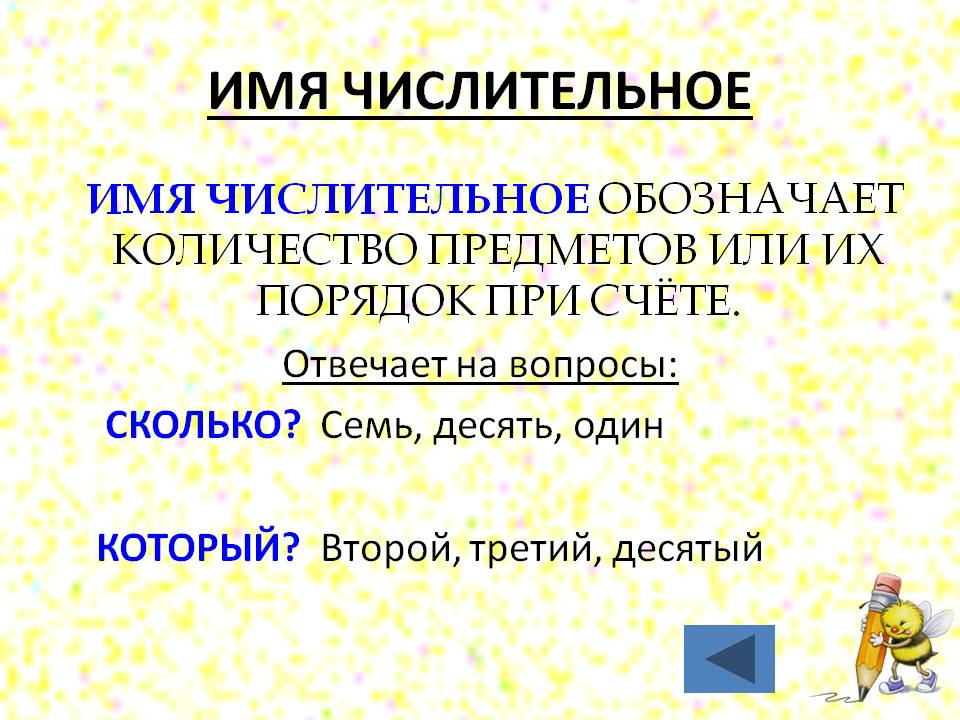 ИМЯ ЧИСЛИТЕЛЬНОЕ
ИМЯ ЧИСЛИТЕЛЬНОЕ ОБОЗНАЧАЕТ
КОЛИЧЕСТВО ПРЕДМЕТОВ ИЛИ ИХ
ПОРЯДОК ПРИ СЧЁТЕ.
Отвечает на вопросы:
СКОЛЬКО? Семь, десять, один
КОТОРЫЙ? Второй, третий, десятый